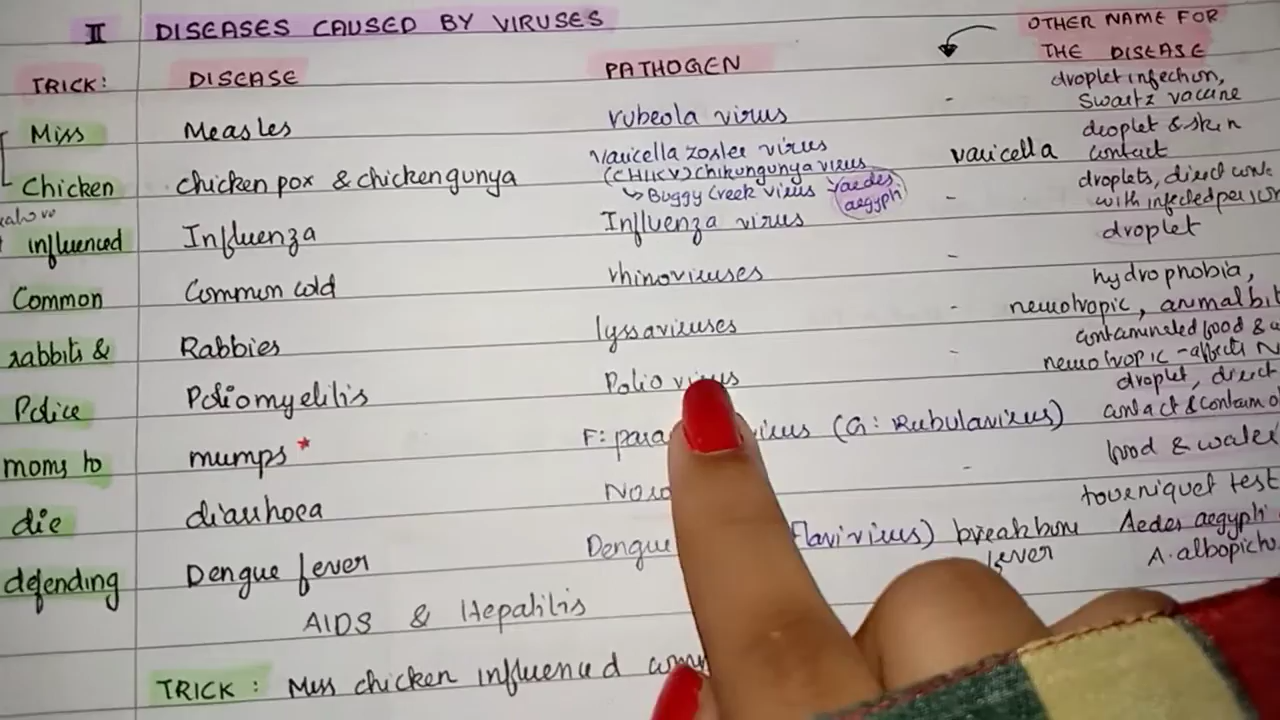 II DISEASES CAUSED BY VIRUSES
OTHER NAME FOR
THE DISEASE
TRICK: DISEASE PATHOGEN
droplet infection,
Swartz vaccine
Miss Measles rubeola virus -
droplet & skin
contact
Chicken chicken pox & chickengunya Varicella zoster virus varicella
(CHIKV) chikungunya virus
Buggy Creek virus aedes
aegypti
droplets, direct
with infected person
influenced Influenza Influenza virus -
droplet
Common Common cold rhinoviruses -
hydrophobia,
neurotropic, animal
rabbits & Rabbies lyssaviruses -
contaminated food &
neurotropic - affects
Police Poliomyelitis Polio virus -
droplet, direct
contact &
moms to mumps * F: para virus (G: Rubulavirus)
food & water
die diarrhoea -
tourniquet test
defending Dengue fever Dengue Flavivirus) breakbone
fever
Aedes aegypti
A. albopictus
AIDS & Hepatitis
TRICK: Miss chicken influenced